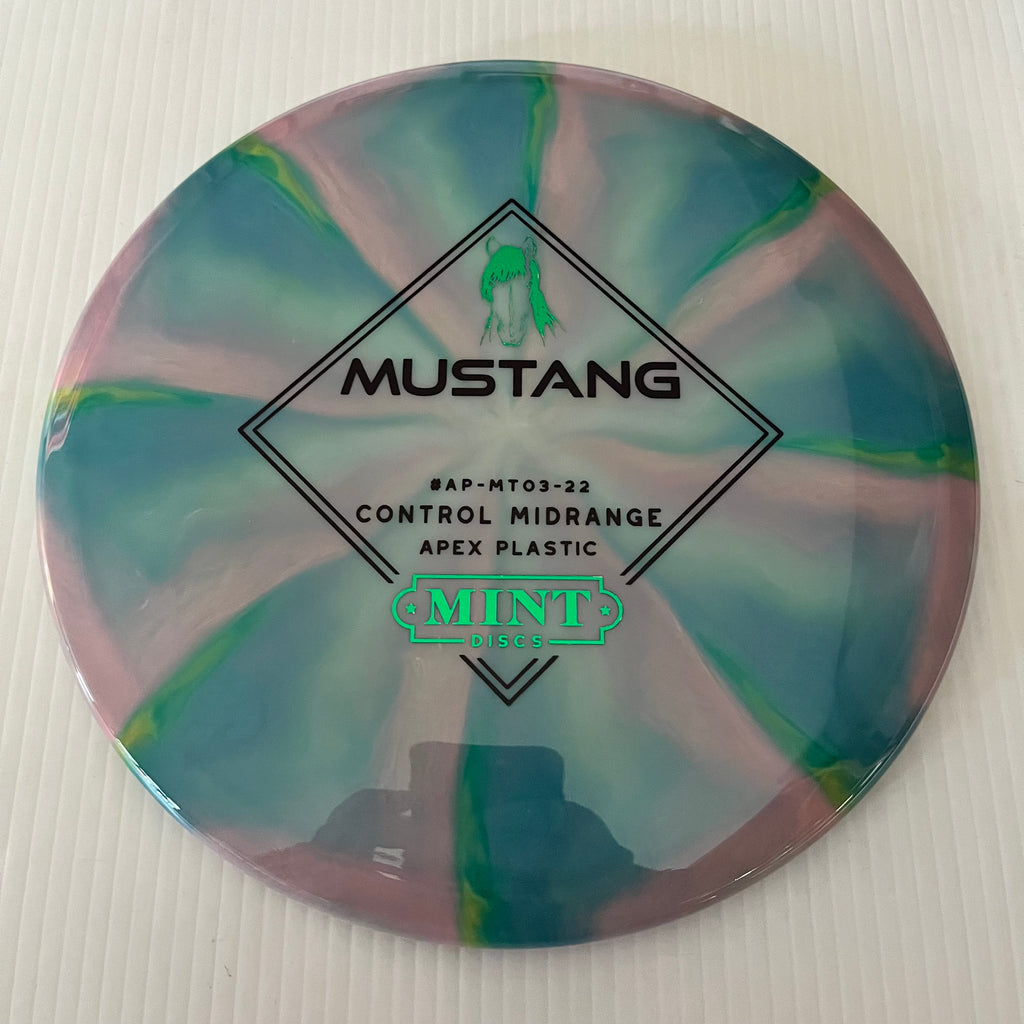 MUSTANG
#AP-MT03-22
CONTROL MIDRANGE
APEX PLASTIC
MINT
DISCS